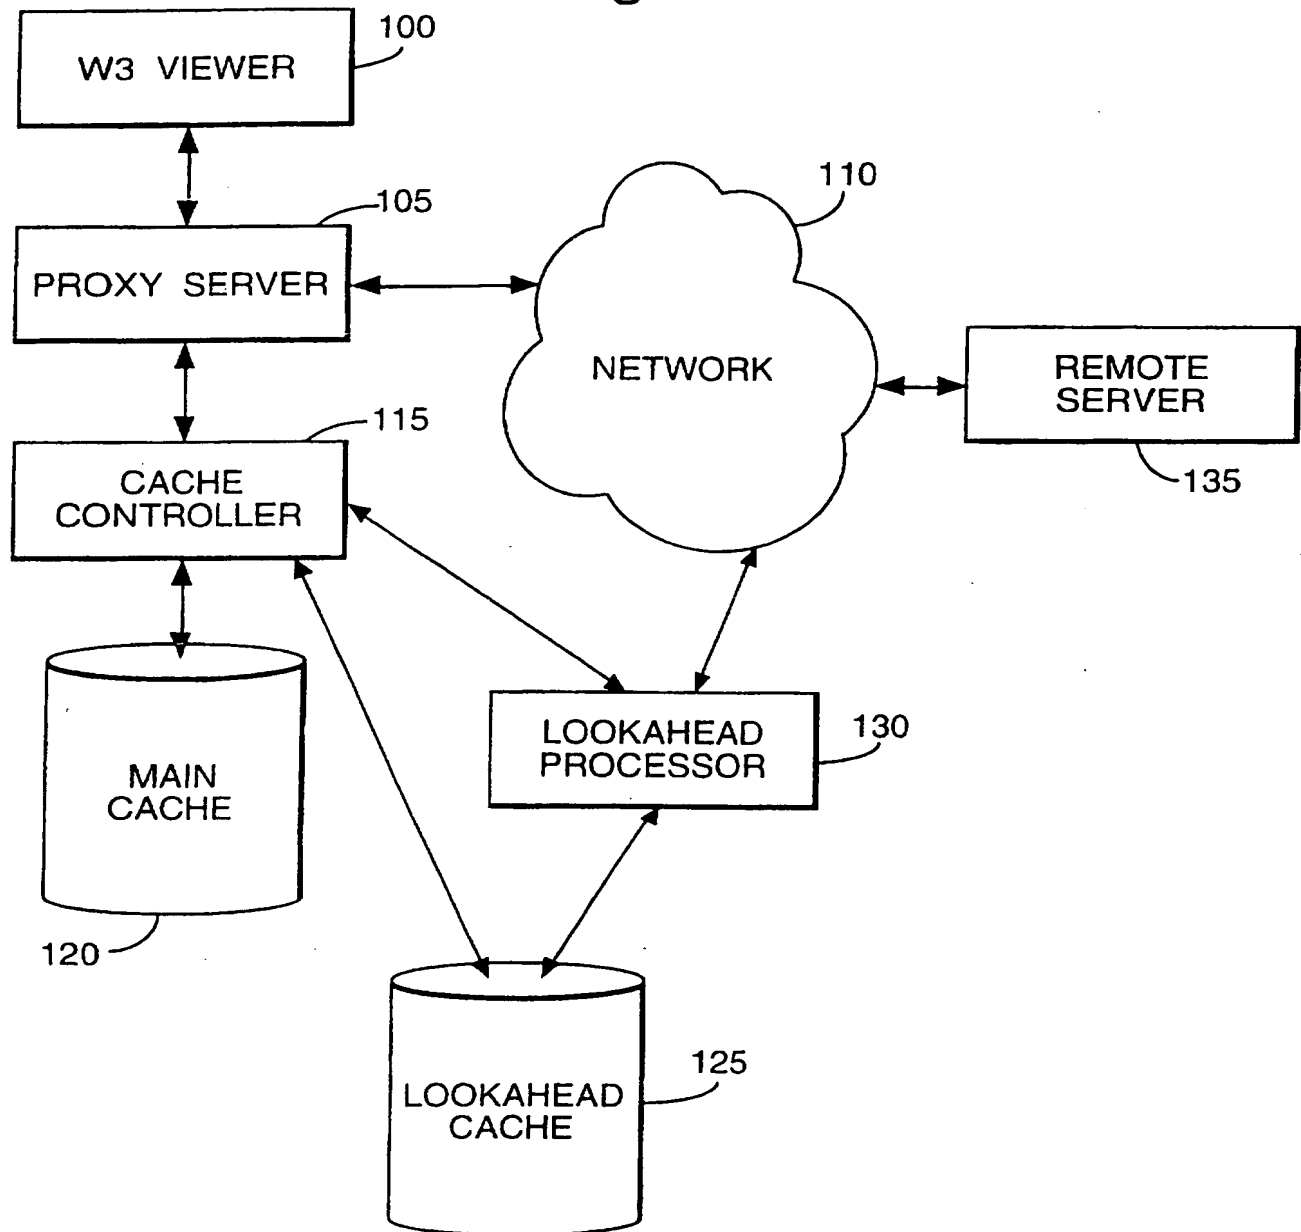 100
W3 VIEWER
110
105
PROXY SERVER
NETWORK
REMOTE
SERVER
115
135
CACHE
CONTROLLER
LOOKAHEAD
PROCESSOR
130
MAIN
CACHE
120
125
LOOKAHEAD
CACHE